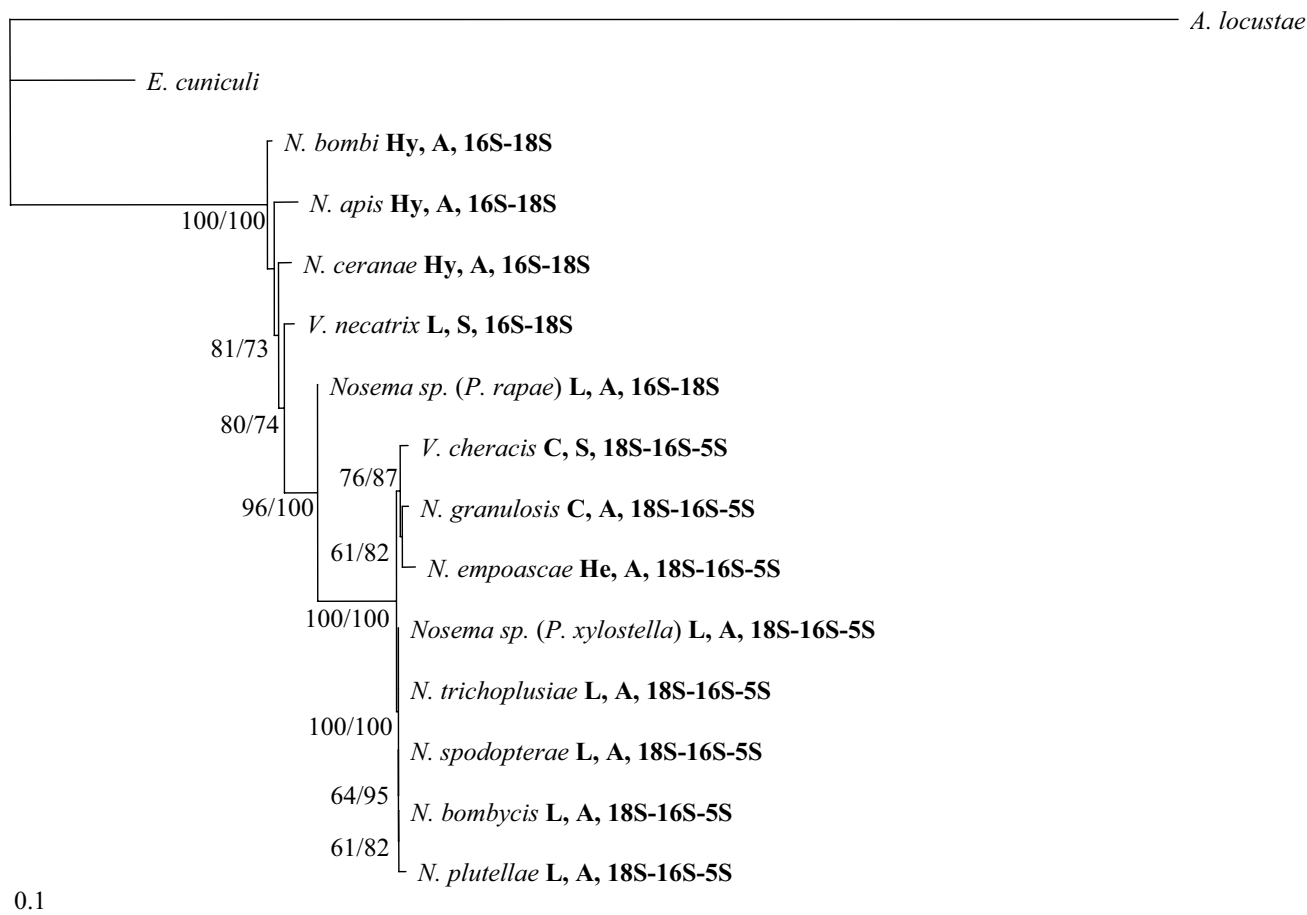 A. locustae
E. cuniculi
N. bombi Hy, A, 16S-18S
N. apis Hy, A, 16S-18S
100/100
N. ceranae Hy, A, 16S-18S
V. necatrix L, S, 16S-18S
81/73
Nosema sp. (P. rapae) L, A, 16S-18S
80/74
V. cheracis C, S, 18S-16S-5S
76/87
N. granulosis C, A, 18S-16S-5S
96/100
61/82
N. empoascae He, A, 18S-16S-5S
100/100
Nosema sp. (P. xylostella) L, A, 18S-16S-5S
N. trichoplusiae L, A, 18S-16S-5S
100/100
N. spodopterae L, A, 18S-16S-5S
64/95
N. bombycis L, A, 18S-16S-5S
61/82
N. plutellae L, A, 18S-16S-5S
0.1